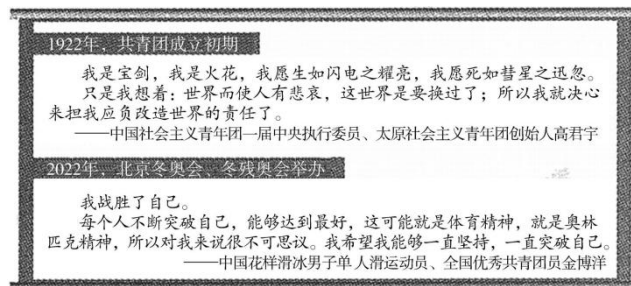 1922年，共青团成立初期
我是宝剑，我是火花，我愿生如闪电之耀亮，我愿死如彗星之迅忽。
只是我想着：世界而使人有悲哀，这世界是要换过了；所以我就决心
来担我应负改造世界的责任了。
——中国社会主义青年团一届中央执行委员、太原社会主义青年团创始人高君宇
2022年，北京冬奥会、冬残奥会举办
我战胜了自己。
每个人不断突破自己，能够达到最好，这可能就是体育精神，就是奥林
匹克精神，所以对我来说很不可思议。我希望我能够一直坚持，一直突破自己。
——中国花样滑冰男子单人滑运动员、全国优秀共青团员金博洋